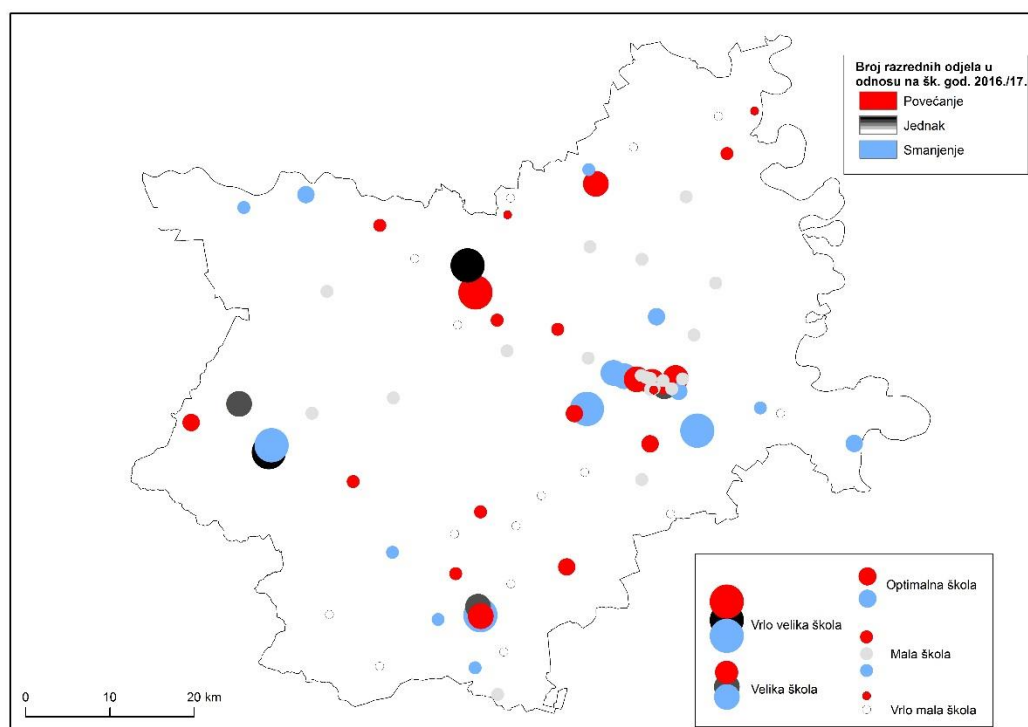 Broj razrednih odjela u
odnosu na šk. god. 2016./17.
Povećanje
Jednak
Smanjenje
Optimalna škola
Vrlo velika škola
Mala škola
Velika škola
Vrlo mala škola
0 10 20 km